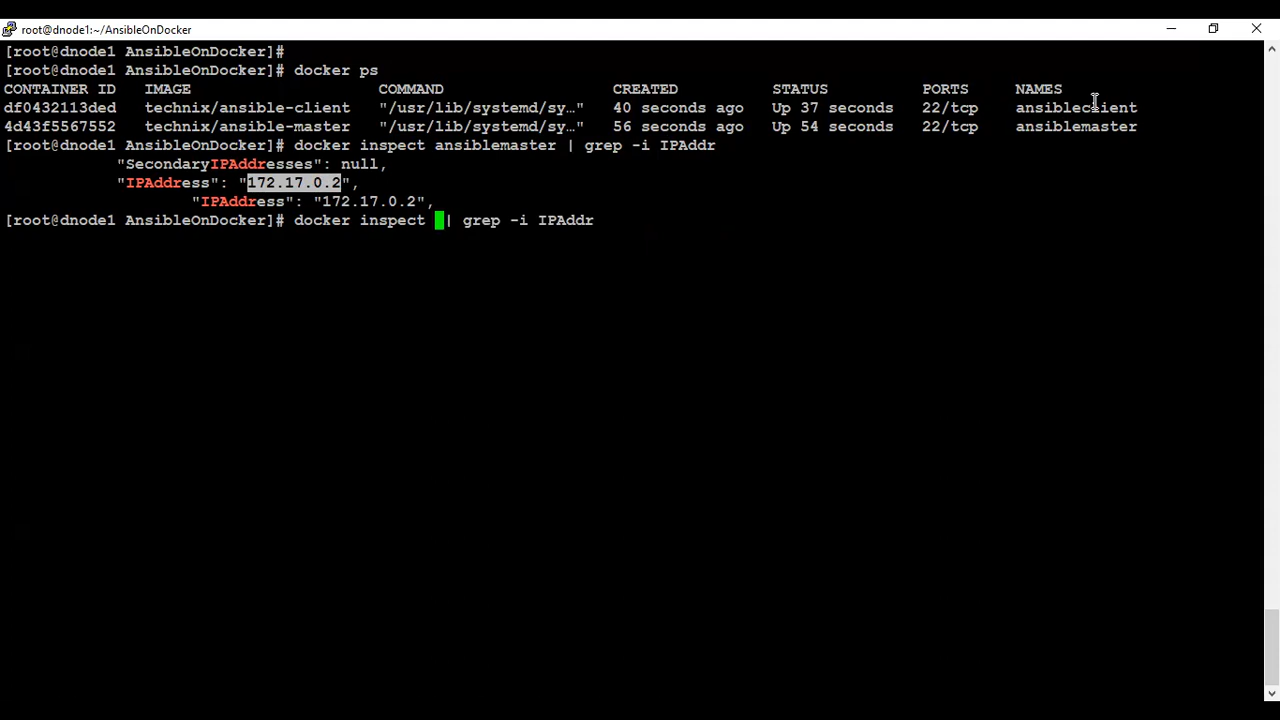 root@dnode1:~/AnsibleOnDocker
[root@dnode1 AnsibleOnDocker]#
[root@dnode1 AnsibleOnDocker]# docker ps
CONTAINER ID   IMAGE                    COMMAND                  CREATED          STATUS          PORTS    NAMES
df0432113ded   technix/ansible-client   "/usr/lib/systemd/sy…"   40 seconds ago   Up 37 seconds   22/tcp   ansibleclient
4d43f5567552   technix/ansible-master   "/usr/lib/systemd/sy…"   56 seconds ago   Up 54 seconds   22/tcp   ansiblemaster
[root@dnode1 AnsibleOnDocker]# docker inspect ansiblemaster | grep -i IPAddr
            "SecondaryIPAddresses": null,
            "IPAddress": "172.17.0.2",
                    "IPAddress": "172.17.0.2",
[root@dnode1 AnsibleOnDocker]# docker inspect | grep -i IPAddr